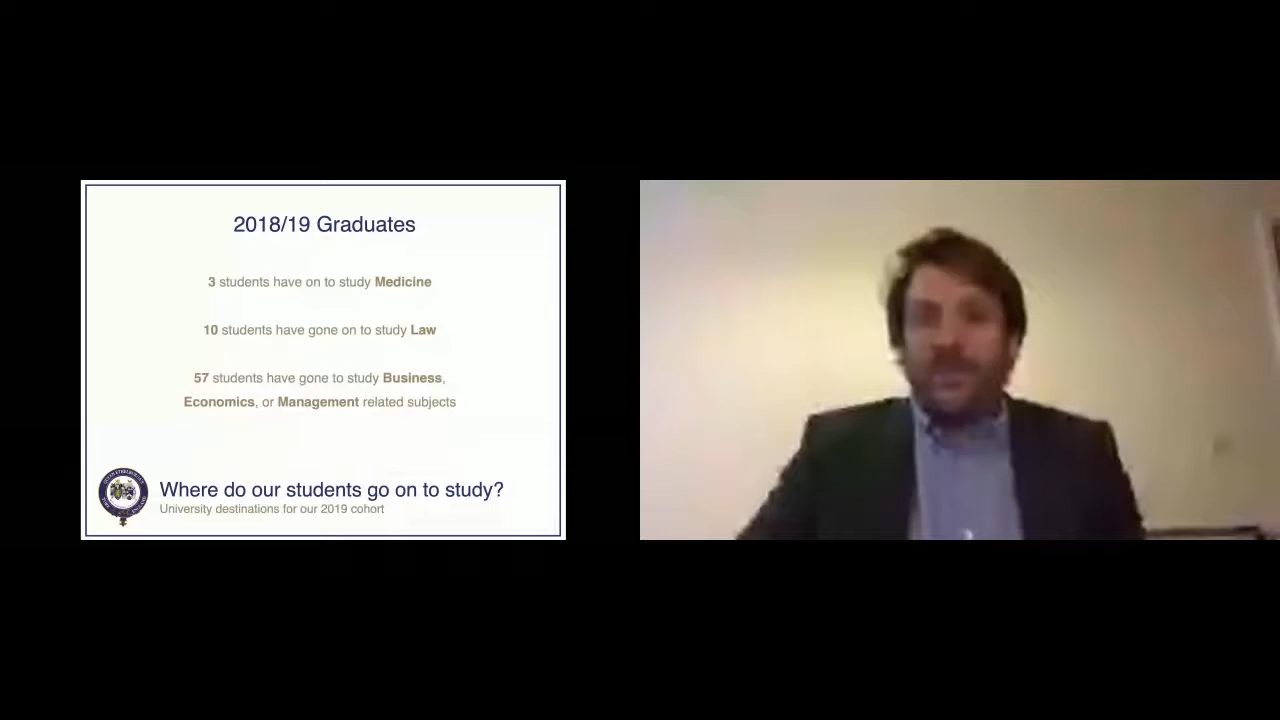 2018/19 Graduates
3 students have on to study Medicine
10 students have gone on to study Law
57 students have gone to study Business,
Economics, or Management related subjects
Where do our students go on to study?
University destinations for our 2019 cohort